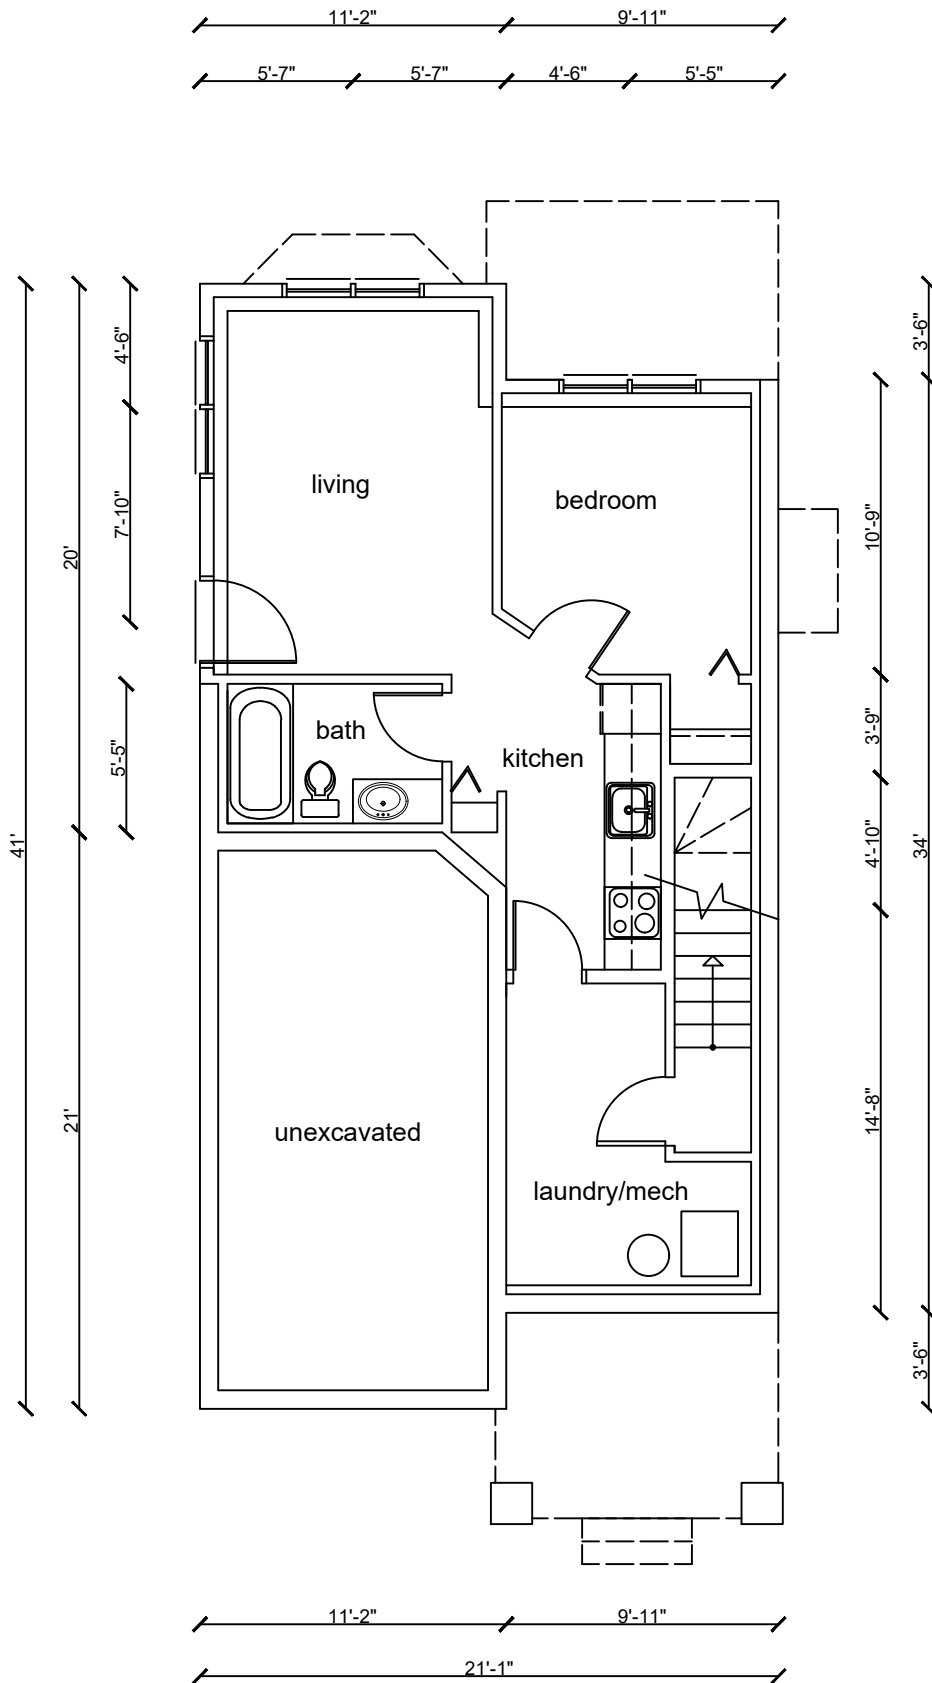 11'-2" 9'-11"
5'-7" 5'-7" 4'-6" 5'-5"
4'-6"
3'-6"
living
bedroom
7'-10"
10'-9"
20'
bath
kitchen
5'-5"
3'-9"
41'
4'-10"
34'
21'
unexcavated
14'-8"
laundry/mech
3'-6"
11'-2" 9'-11"
21'-1"